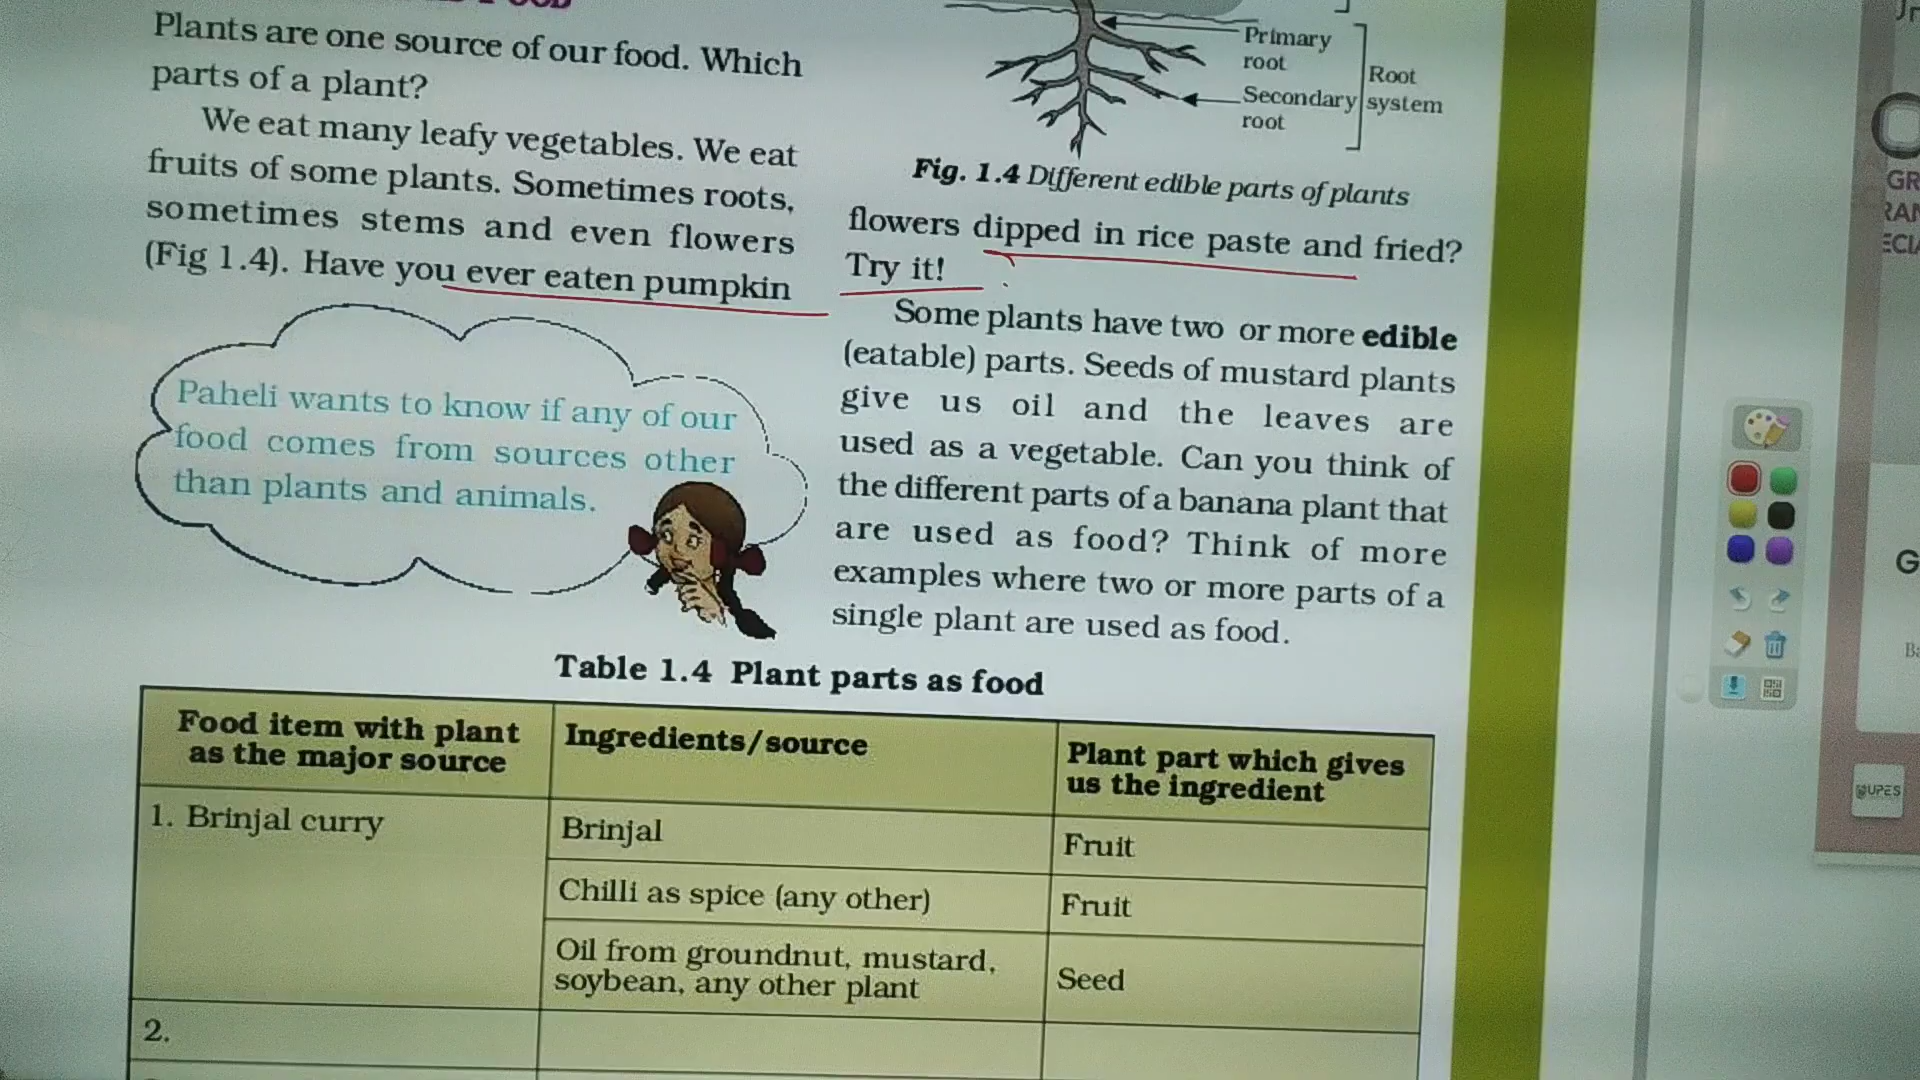 Plants are one source of our food. Which
parts of a plant?
We eat many leafy vegetables. We eat
fruits of some plants. Sometimes roots,
sometimes stems and even flowers
(Fig 1.4). Have you ever eaten pumpkin
Paheli wants to know if any of our
food comes from sources other
than plants and animals.
Primary
root
Secondary
root
Root
system
Fig. 1.4 Different edible parts of plants
flowers dipped in rice paste and fried?
Try it!
Some plants have two or more edible
(eatable) parts. Seeds of mustard plants
give us oil and the leaves are
used as a vegetable. Can you think of
the different parts of a banana plant that
are used as food? Think of more
examples where two or more parts of a
single plant are used as food.
Table 1.4 Plant parts as food
Food item with plant
as the major source
Ingredients/source
Plant part which gives
us the ingredient
1. Brinjal curry
Brinjal
Fruit
Chilli as spice (any other)
Fruit
Oil from groundnut, mustard,
soybean, any other plant
Seed
2.
UPES